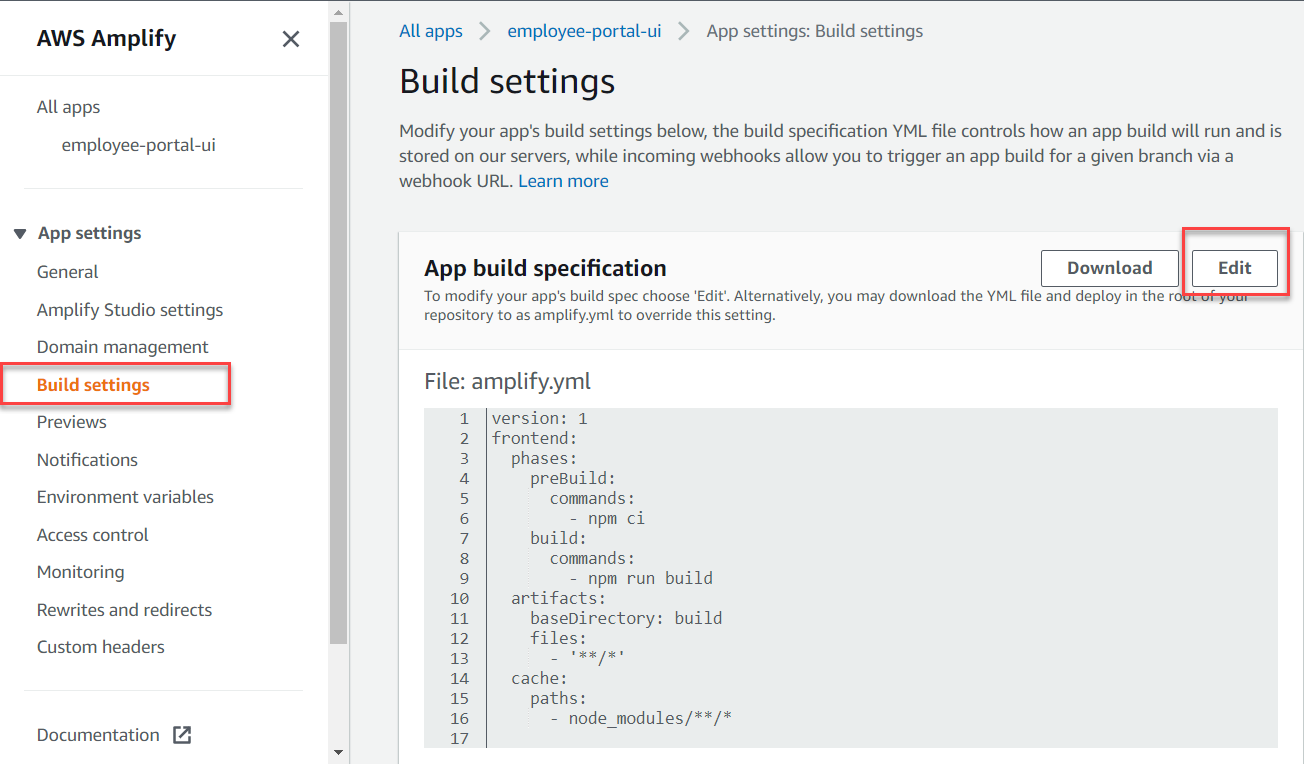 AWS Amplify
All apps
employee-portal-ui
App settings
General
Amplify Studio settings
Domain management
Build settings
Previews
Notifications
Environment variables
Access control
Monitoring
Rewrites and redirects
Custom headers
Documentation
All apps employee-portal-ui App settings: Build settings
Build settings
Modify your app's build settings below, the build specification YML file controls how an app build will run and is
stored on our servers, while incoming webhooks allow you to trigger an app build for a given branch via a
webhook URL. Learn more
App build specification
Download
Edit
To modify your app's build spec choose 'Edit'. Alternatively, you may download the YML file and deploy in the root of your
repository to as amplify.yml to override this setting.
File: amplify.yml
1 version: 1
2 frontend:
3 phases:
4 preBuild:
5 commands:
6 - npm ci
7 build:
8 commands:
9 - npm run build
10 artifacts:
11 baseDirectory: build
12 files:
13 - '**/*'
14 cache:
15 paths:
16 - node_modules/**/*
17